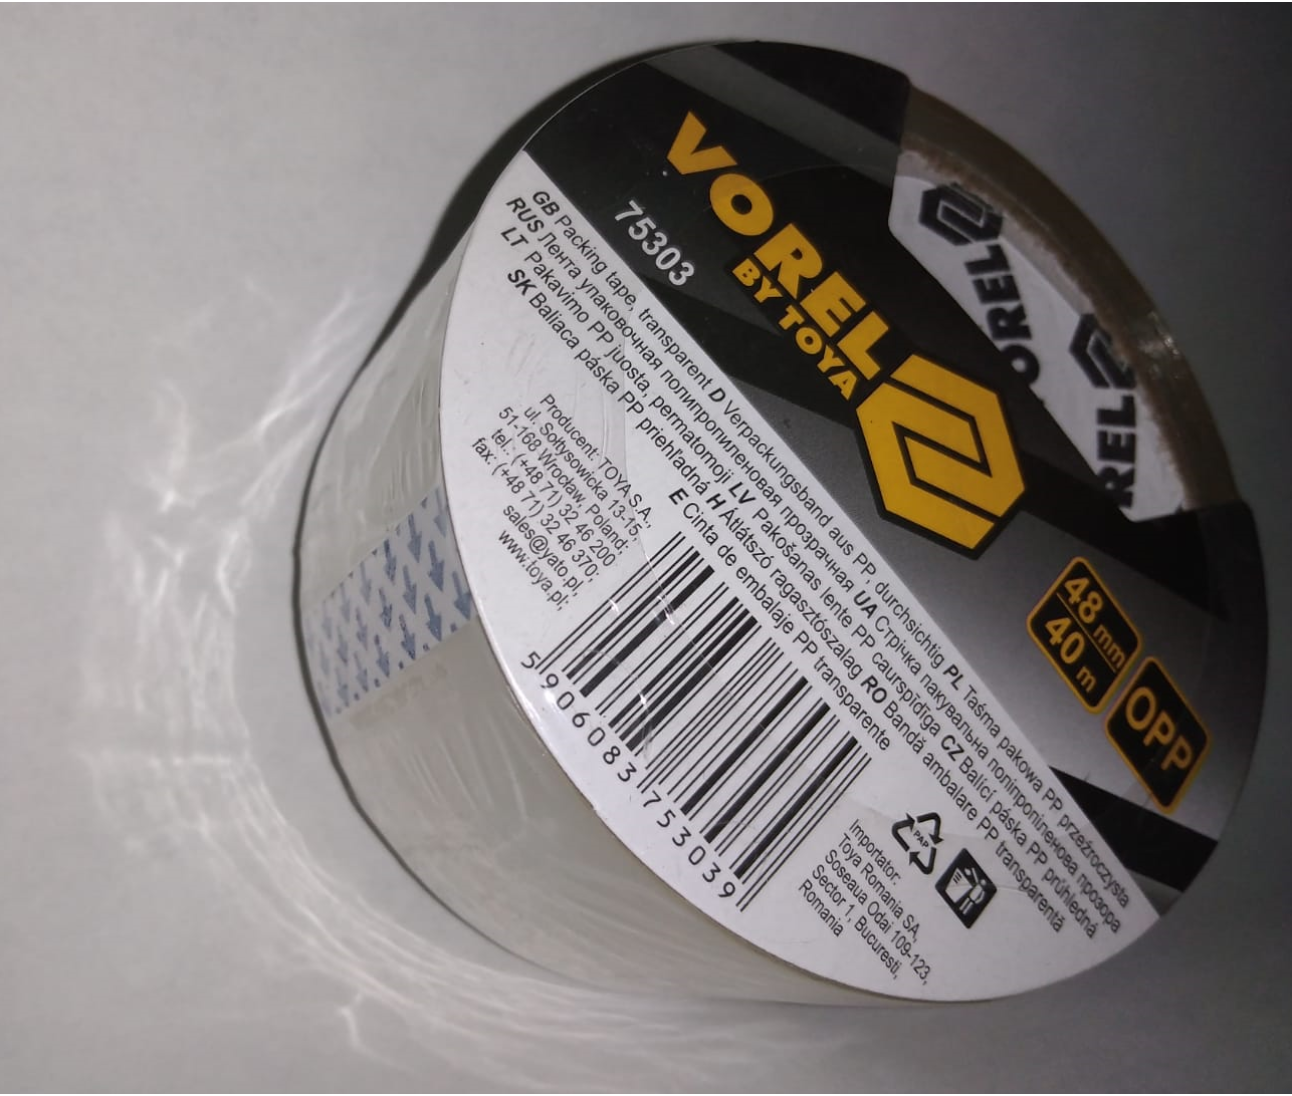 VOREL
BY TOYA
75303
48 mm
40 m
OPP
VOREL
REL
GB Packing tape, transparent D Verpackungsband aus PP, durchsichtig PL Taśma pakowa PP przeźroczysta
RUS Лента упаковочная полипропиленовая прозрачная UA Стрічка пакувальна поліпропіленова прозора
LT Pakavimo PP juosta, permatomoji LV Pakošanas lente PP caurspīdīga CZ Balicí páska PP průhledná
SK Baliaca páska PP priehľadná H Átlátszó ragasztószalag RO Bandă ambalare PP transparentă
E Cinta de embalaje PP transparente
Producent: TOYA S.A.,
ul. Sołtysowicka 13-15,
51-168 Wrocław, Poland;
tel.: (+48 71) 32 46 200·
fax: (+48 71) 32 46 370;
sales@yato.pl,
www.toya.pl;
5 906083 753039
PAP
Importator:
Toya Romania SA,
Soseaua Odai 109-123,
Sector 1, Bucuresti,
Romania